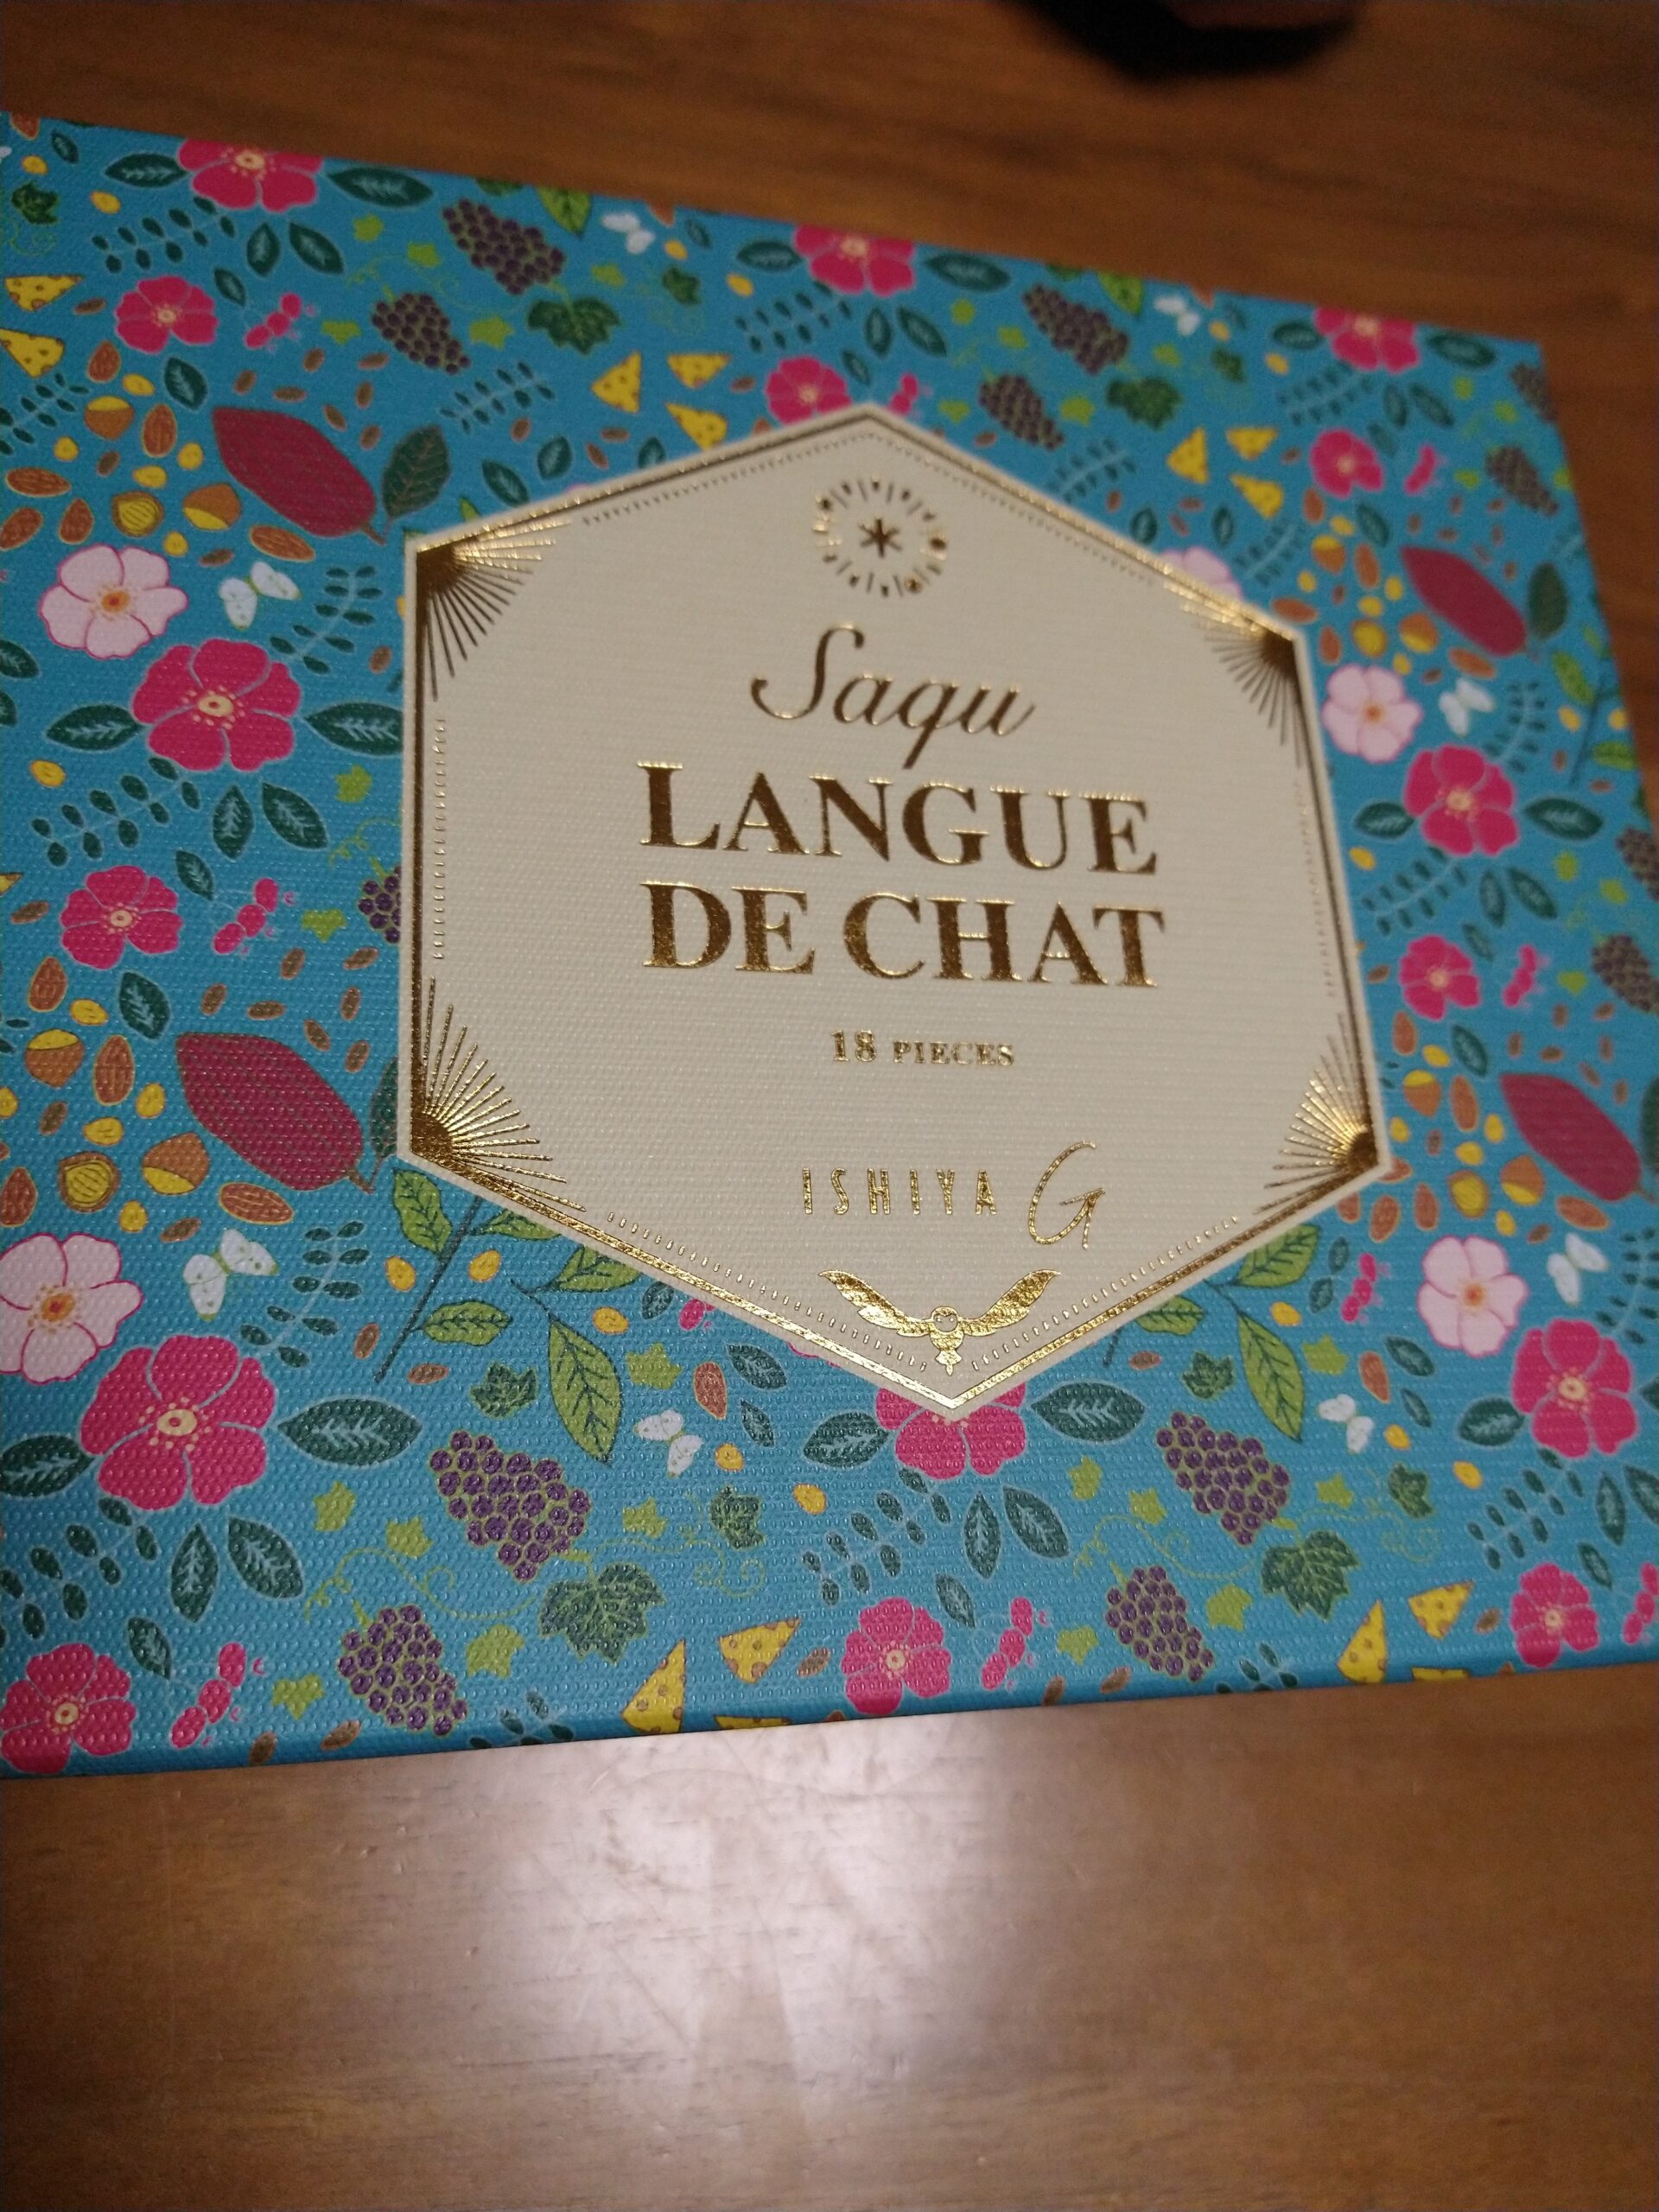 Saqu
LANGUE
DE CHAT
18 PIECES
ISHIYA G